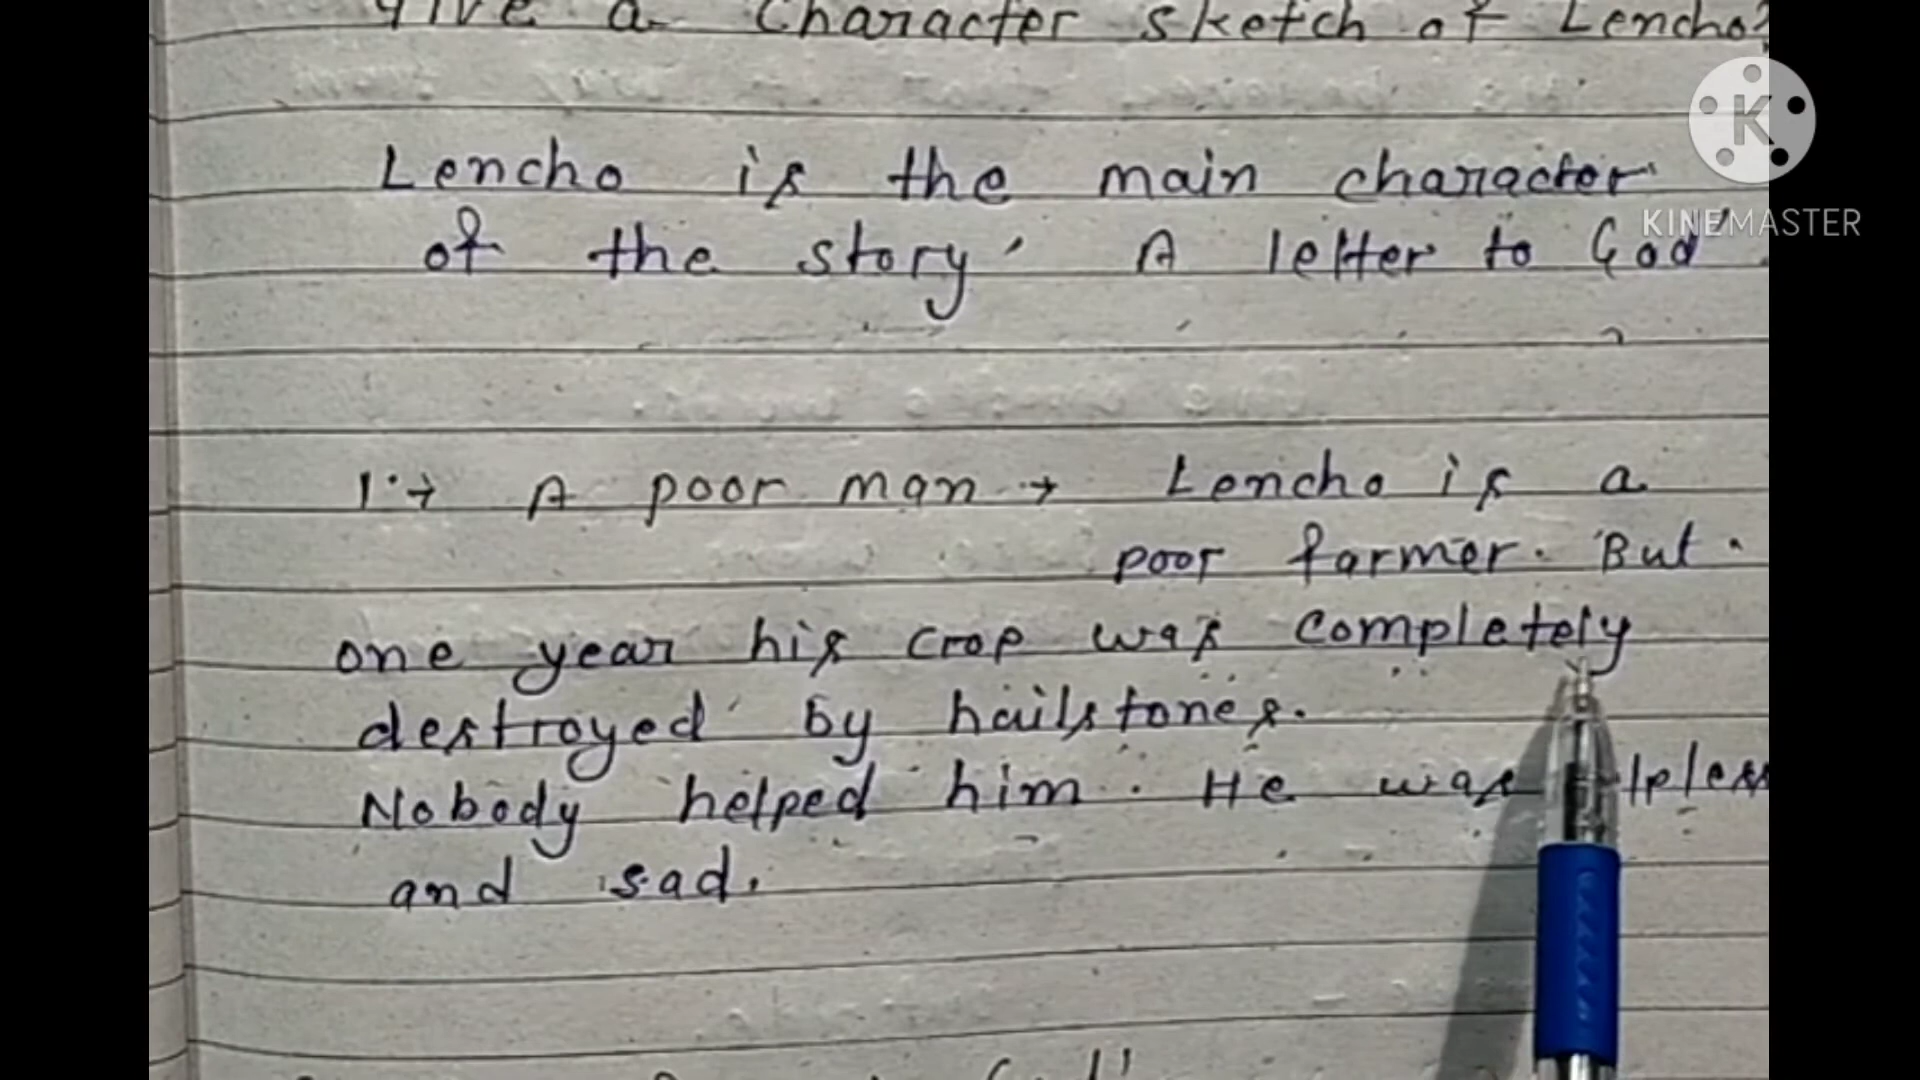 Give a Character sketch of Lencho?
Lencho is the main character
of the story ' A letter to God'.
1.→ A poor man → Lencho is a
poor farmer. But
one year his crop was completely
destroyed by hailstones.
Nobody helped him. He was
and sad.
K
KINEMASTER